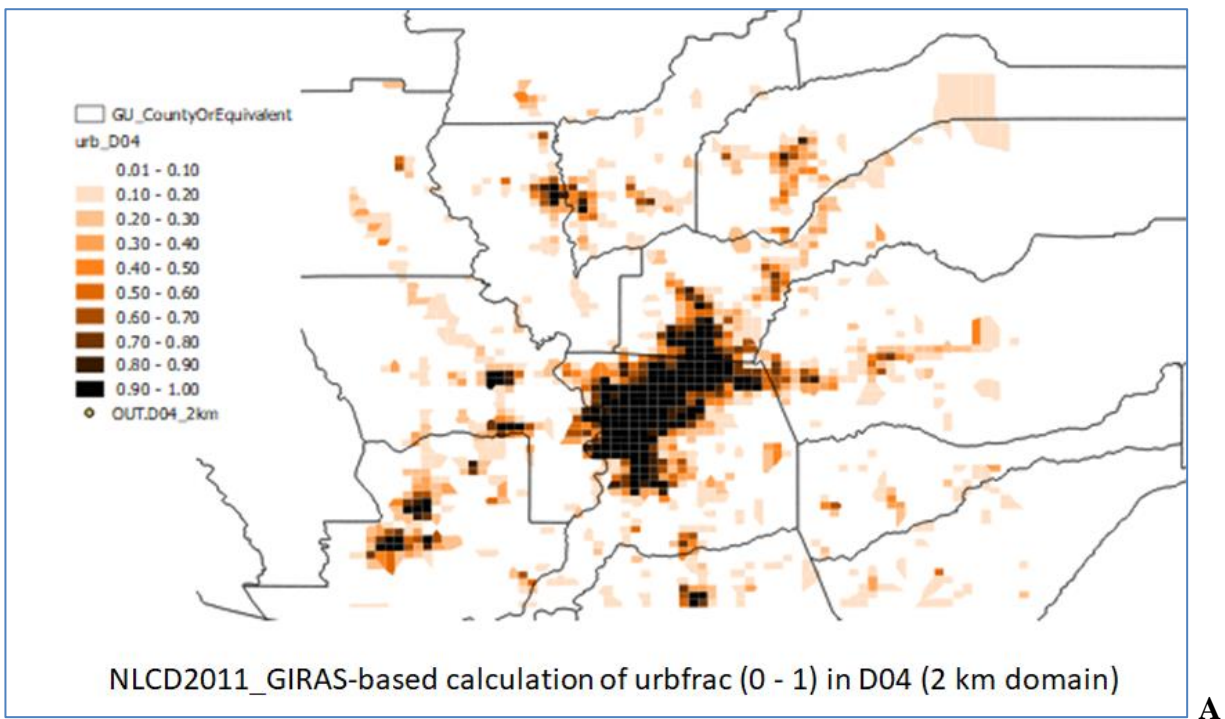 GU_CountyOrEquivalent
urb_D04
0.01 - 0.10
0.10 - 0.20
0.20 - 0.30
0.30 - 0.40
0.40 - 0.50
0.50 - 0.60
0.60 - 0.70
0.70 - 0.80
0.80 - 0.90
0.90 - 1.00
OUT.D04_2km
NLCD2011_GIRAS-based calculation of urbfrac (0 - 1) in D04 (2 km domain)
A